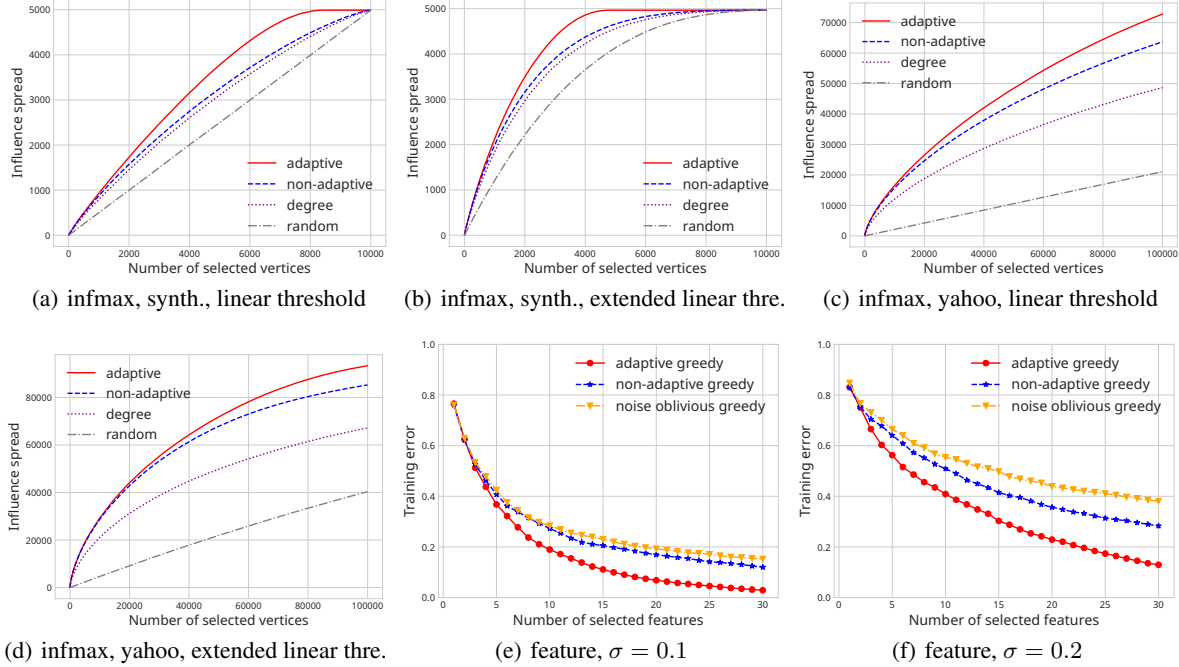 5000
4000
3000
2000
1000
0
Influence spread
adaptive
non-adaptive
degree
random
0 2000 4000 6000 8000 10000
Number of selected vertices
(a) infmax, synth., linear threshold
5000
4000
3000
2000
1000
0
Influence spread
adaptive
non-adaptive
degree
random
0 2000 4000 6000 8000 10000
Number of selected vertices
(b) infmax, synth., extended linear thre.
70000
60000
50000
40000
30000
20000
10000
0
Influence spread
adaptive
non-adaptive
degree
random
0 20000 40000 60000 80000 100000
Number of selected vertices
(c) infmax, yahoo, linear threshold
80000
60000
40000
20000
0
Influence spread
adaptive
non-adaptive
degree
random
0 20000 40000 60000 80000 100000
Number of selected vertices
(d) infmax, yahoo, extended linear thre.
1.0
0.8
0.6
0.4
0.2
0.0
Training error
adaptive greedy
non-adaptive greedy
noise oblivious greedy
0 5 10 15 20 25 30
Number of selected features
(e) feature, σ = 0.1
1.0
0.8
0.6
0.4
0.2
0.0
Training error
adaptive greedy
non-adaptive greedy
noise oblivious greedy
0 5 10 15 20 25 30
Number of selected features
(f) feature, σ = 0.2